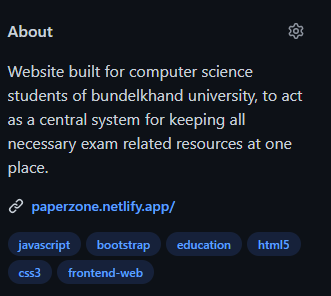 About
Website built for computer science
students of bundelkhand university, to act
as a central system for keeping all
necessary exam related resources at one
place.
paperzone.netlify.app/
javascript bootstrap education html5
css3 frontend-web